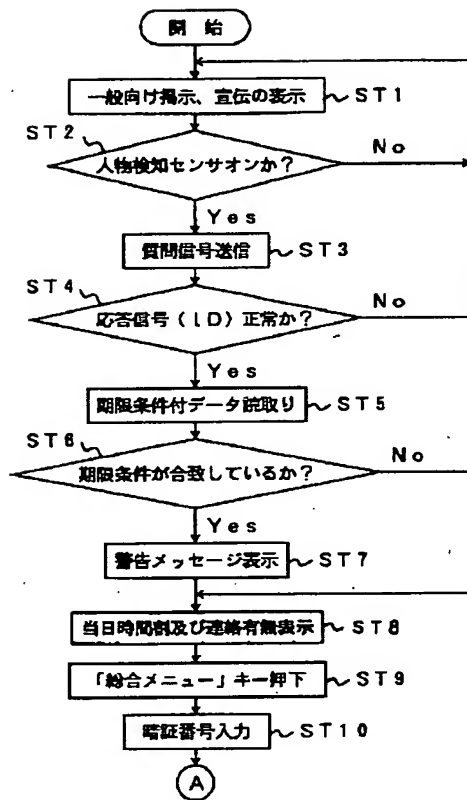 開 始
一般向け掲示、宣伝の表示 ST1
ST2
人物検知センサオンか？ No
Yes
質問信号送信 ST3
ST4
応答信号（ID）正常か？ No
Yes
期限条件付データ読取り ST5
ST6
期限条件が合致しているか？ No
Yes
警告メッセージ表示 ST7
当日時間割及び連絡有無表示 ST8
「総合メニュー」キー押下 ST9
暗証番号入力 ST10
A